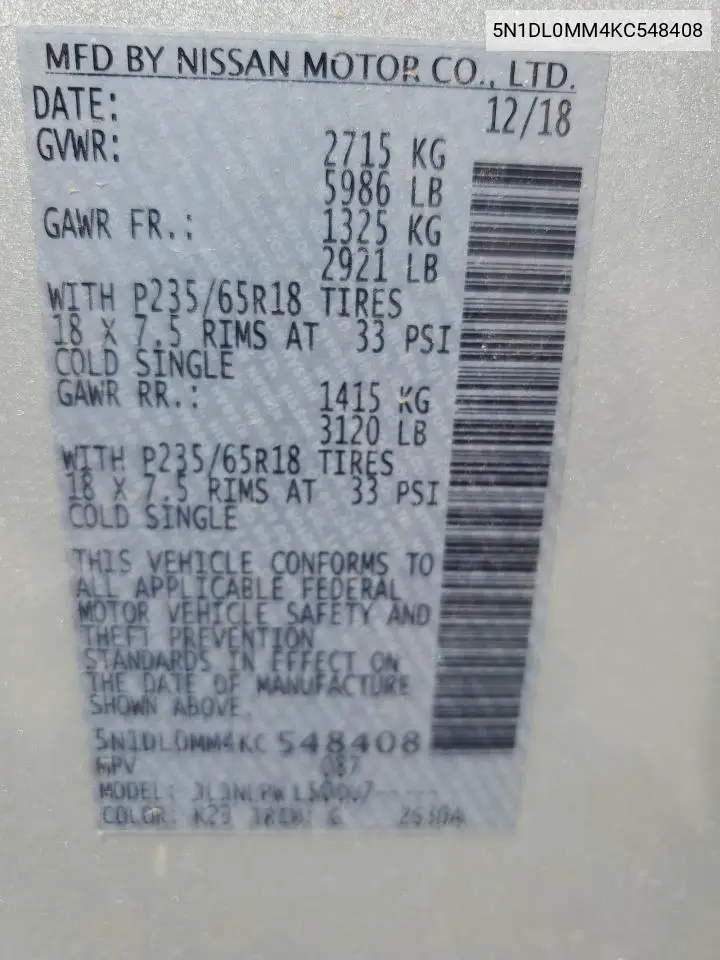 5N1DL0MM4KC548408
MFD BY NISSAN MOTOR CO., LTD.
DATE: 12/18
GVWR: 2715 KG
5986 LB
GAWR FR.: 1325 KG
2921 LB
WITH P235/65R18 TIRES
18 X 7.5 RIMS AT 33 PSI
COLD SINGLE
GAWR RR.: 1415 KG
3120 LB
WITH P235/65R18 TIRES
18 X 7.5 RIMS AT 33 PSI
COLD SINGLE
THIS VEHICLE CONFORMS TO
ALL APPLICABLE FEDERAL
MOTOR VEHICLE SAFETY AND
THEFT PREVENTION
STANDARDS IN EFFECT ON
THE DATE OF MANUFACTURE
SHOWN ABOVE.
5N1DL0MM4KC 548408
MPV 087
MODEL:
COLOR: K23